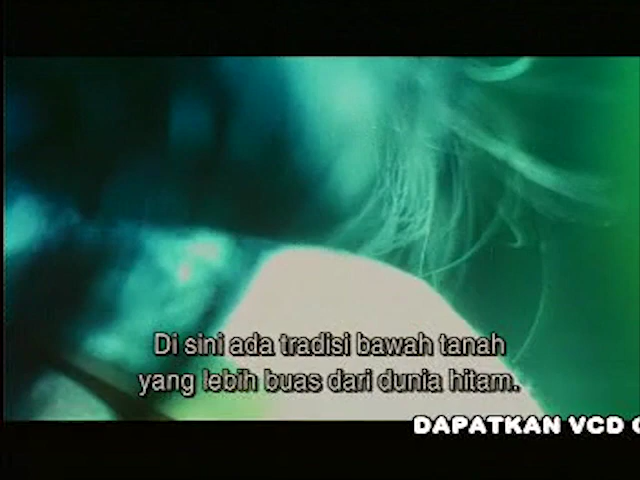 Di sini ada tradisi bawah tanah
yang lebih buas dari dunia hitam.
DAPATKAN VCD